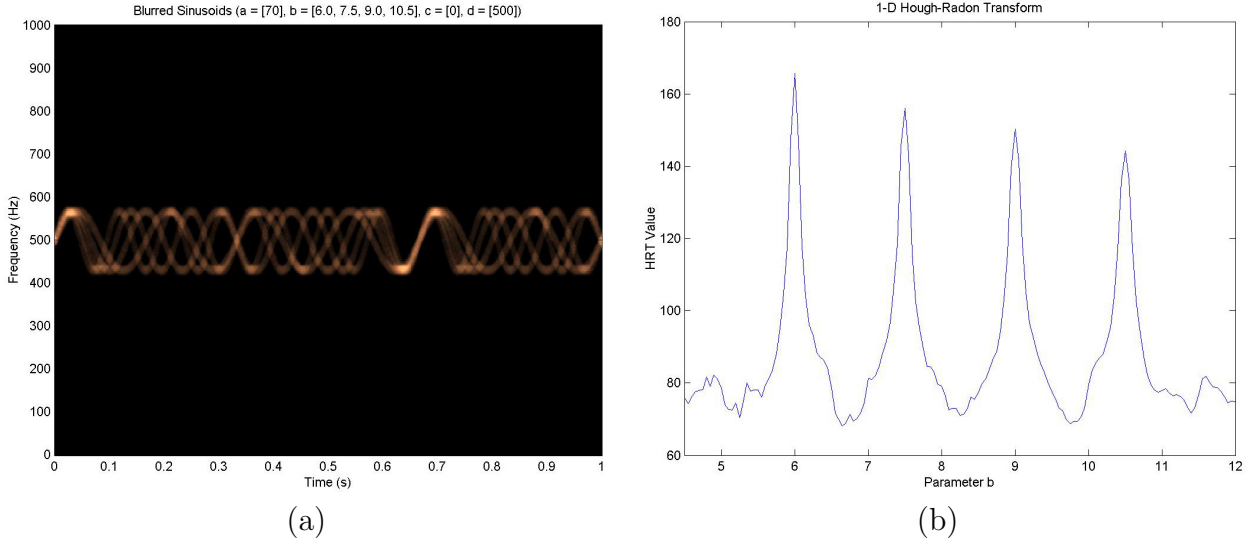 Blurred Sinusoids (a = [70], b = [6.0, 7.5, 9.0, 10.5], c = [0], d = [500])
1000
900
800
700
600
500
400
300
200
100
0
Frequency (Hz)
0 0.1 0.2 0.3 0.4 0.5 0.6 0.7 0.8 0.9 1
Time (s)
(a)
1-D Hough-Radon Transform
180
160
140
120
100
80
60
HRT Value
5 6 7 8 9 10 11 12
Parameter b
(b)